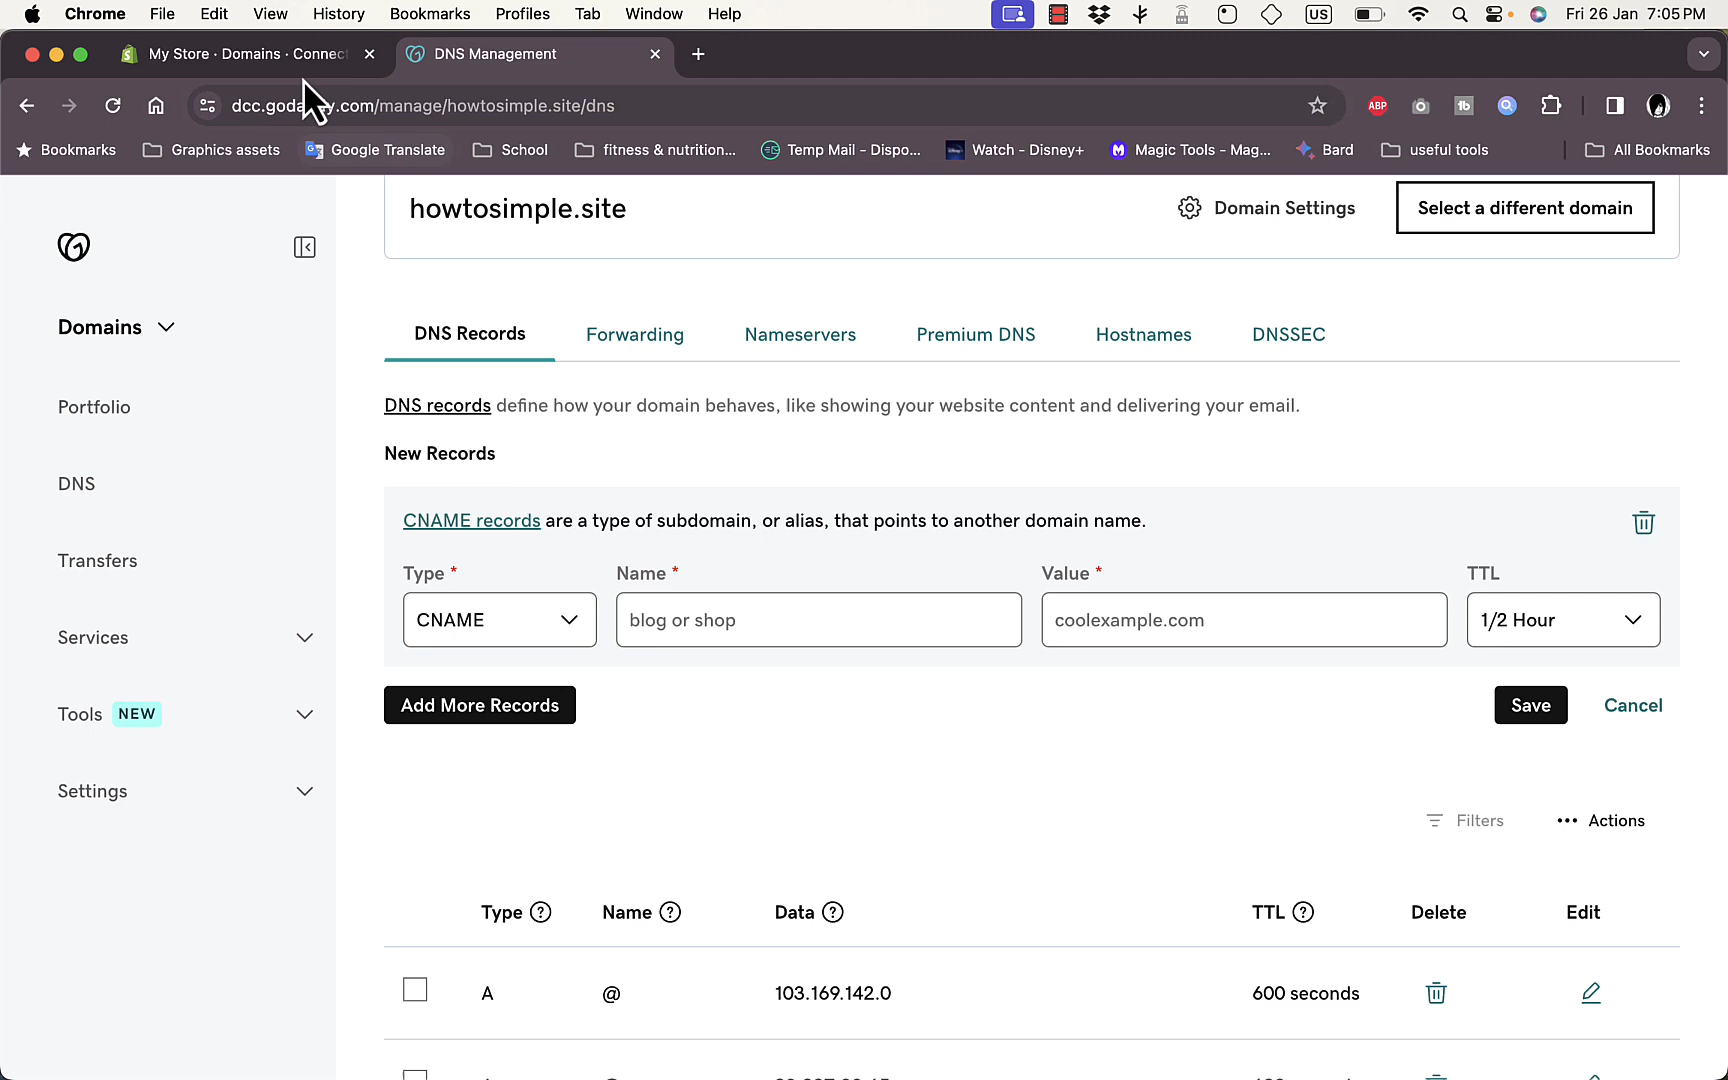 Chrome File Edit View History Bookmarks Profiles Tab Window Help US Fri 26 Jan 7:05 PM
My Store · Domains · Connect DNS Management
dcc.goda y.com/manage/howtosimple.site/dns ABP tb
Bookmarks Graphics assets Google Translate School fitness & nutrition... Temp Mail - Dispo... Watch - Disney+ Magic Tools - Mag... Bard useful tools All Bookmarks
howtosimple.site Domain Settings Select a different domain
Domains
Portfolio
DNS
Transfers
Services
Tools NEW
Settings
DNS Records Forwarding Nameservers Premium DNS Hostnames DNSSEC
DNS records define how your domain behaves, like showing your website content and delivering your email.
New Records
CNAME records are a type of subdomain, or alias, that points to another domain name.
Type * Name * Value * TTL
CNAME blog or shop coolexample.com 1/2 Hour
Add More Records Save Cancel
Filters ••• Actions
Type ? Name ? Data ? TTL ? Delete Edit
A @ 103.169.142.0 600 seconds